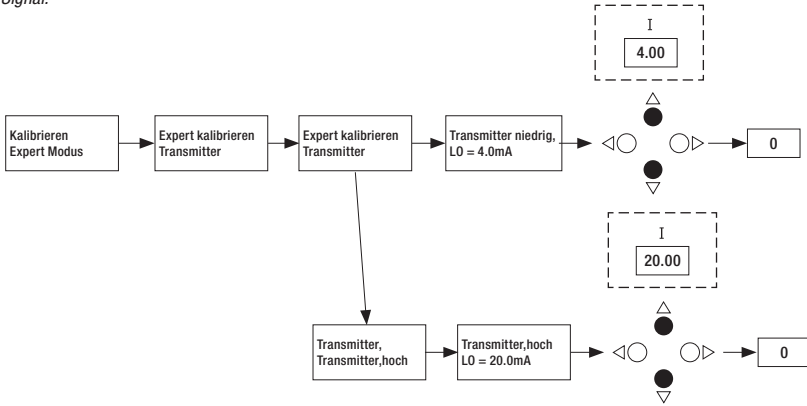 Signal.
I
4.00
Kalibrieren
Expert Modus
Expert kalibrieren
Transmitter
Expert kalibrieren
Transmitter
Transmitter niedrig,
LO = 4.0mA
0
I
20.00
Transmitter,
Transmitter,hoch
Transmitter,hoch
LO = 20.0mA
0